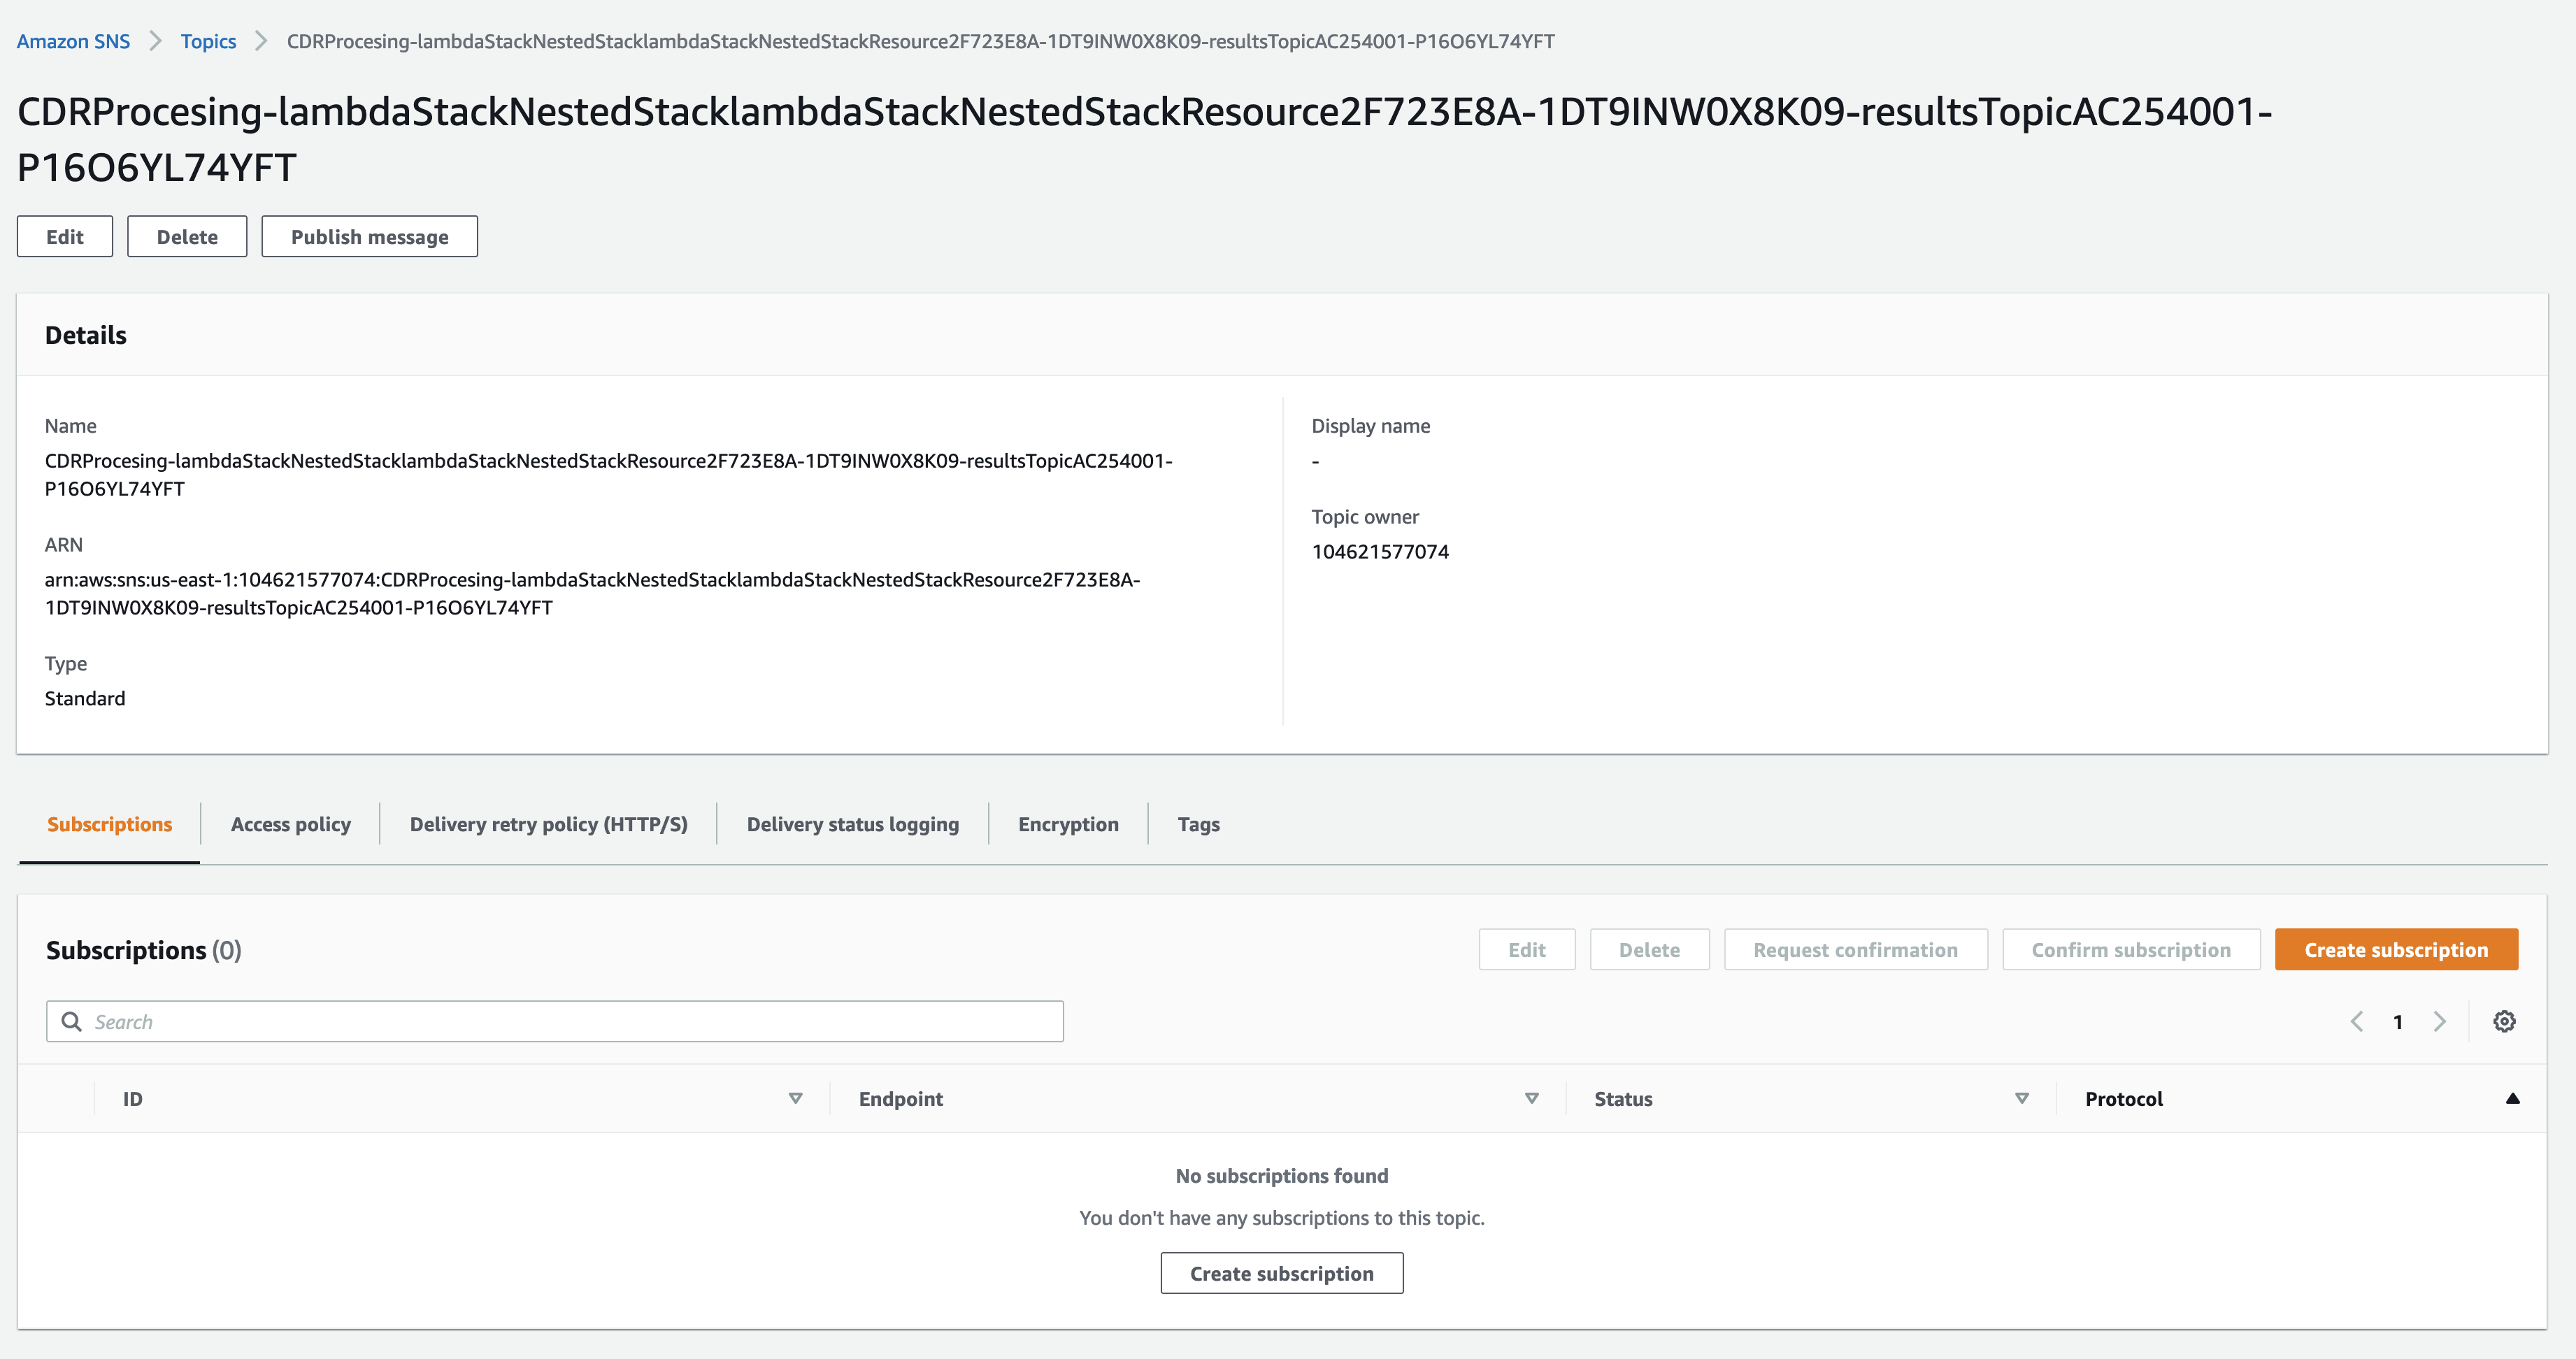 Amazon SNS > Topics > CDRProcesing-lambdaStackNestedStacklambdaStackNestedStackResource2F723E8A-1DT9INW0X8K09-resultsTopicAC254001-P16O6YL74YFT
CDRProcesing-lambdaStackNestedStacklambdaStackNestedStackResource2F723E8A-1DT9INW0X8K09-resultsTopicAC254001-
P16O6YL74YFT
Edit Delete Publish message
Details
Name
CDRProcesing-lambdaStackNestedStacklambdaStackNestedStackResource2F723E8A-1DT9INW0X8K09-resultsTopicAC254001-
P16O6YL74YFT
ARN
arn:aws:sns:us-east-1:104621577074:CDRProcesing-lambdaStackNestedStacklambdaStackNestedStackResource2F723E8A-
1DT9INW0X8K09-resultsTopicAC254001-P16O6YL74YFT
Type
Standard
Display name
-
Topic owner
104621577074
Subscriptions Access policy Delivery retry policy (HTTP/S) Delivery status logging Encryption Tags
Subscriptions (0) Edit Delete Request confirmation Confirm subscription Create subscription
Search 1
ID Endpoint Status Protocol
No subscriptions found
You don't have any subscriptions to this topic.
Create subscription